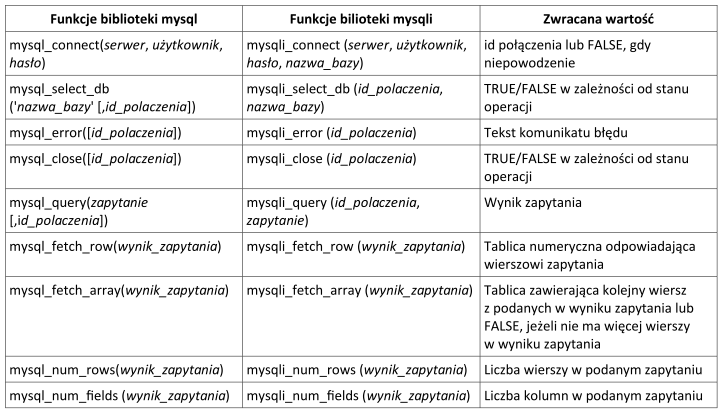 Funkcje biblioteki mysql
Funkcje bilioteki mysqli
Zwracana wartość
mysql_connect(serwer, użytkownik,
hasło)
mysqli_connect (serwer, użytkownik,
hasło, nazwa_bazy)
id połączenia lub FALSE, gdy
niepowodzenie
mysql_select_db
('nazwa_bazy' [,id_polaczenia])
mysqli_select_db (id_polaczenia,
nazwa_bazy)
TRUE/FALSE w zależności od stanu
operacji
mysql_error([id_polaczenia])
mysqli_error (id_polaczenia)
Tekst komunikatu błędu
mysql_close([id_polaczenia])
mysqli_close (id_polaczenia)
TRUE/FALSE w zależności od stanu
operacji
mysql_query(zapytanie
[,id_polaczenia])
mysqli_query (id_polaczenia,
zapytanie)
Wynik zapytania
mysql_fetch_row(wynik_zapytania)
mysqli_fetch_row (wynik_zapytania)
Tablica numeryczna odpowiadająca
wierszowi zapytania
mysql_fetch_array(wynik_zapytania)
mysqli_fetch_array (wynik_zapytania)
Tablica zawierająca kolejny wiersz
z podanych w wyniku zapytania lub
FALSE, jeżeli nie ma więcej wierszy
w wyniku zapytania
mysql_num_rows(wynik_zapytania)
mysqli_num_rows (wynik_zapytania)
Liczba wierszy w podanym zapytaniu
mysql_num_fields (wynik_zapytania)
mysqli_num_fields (wynik_zapytania)
Liczba kolumn w podanym zapytaniu